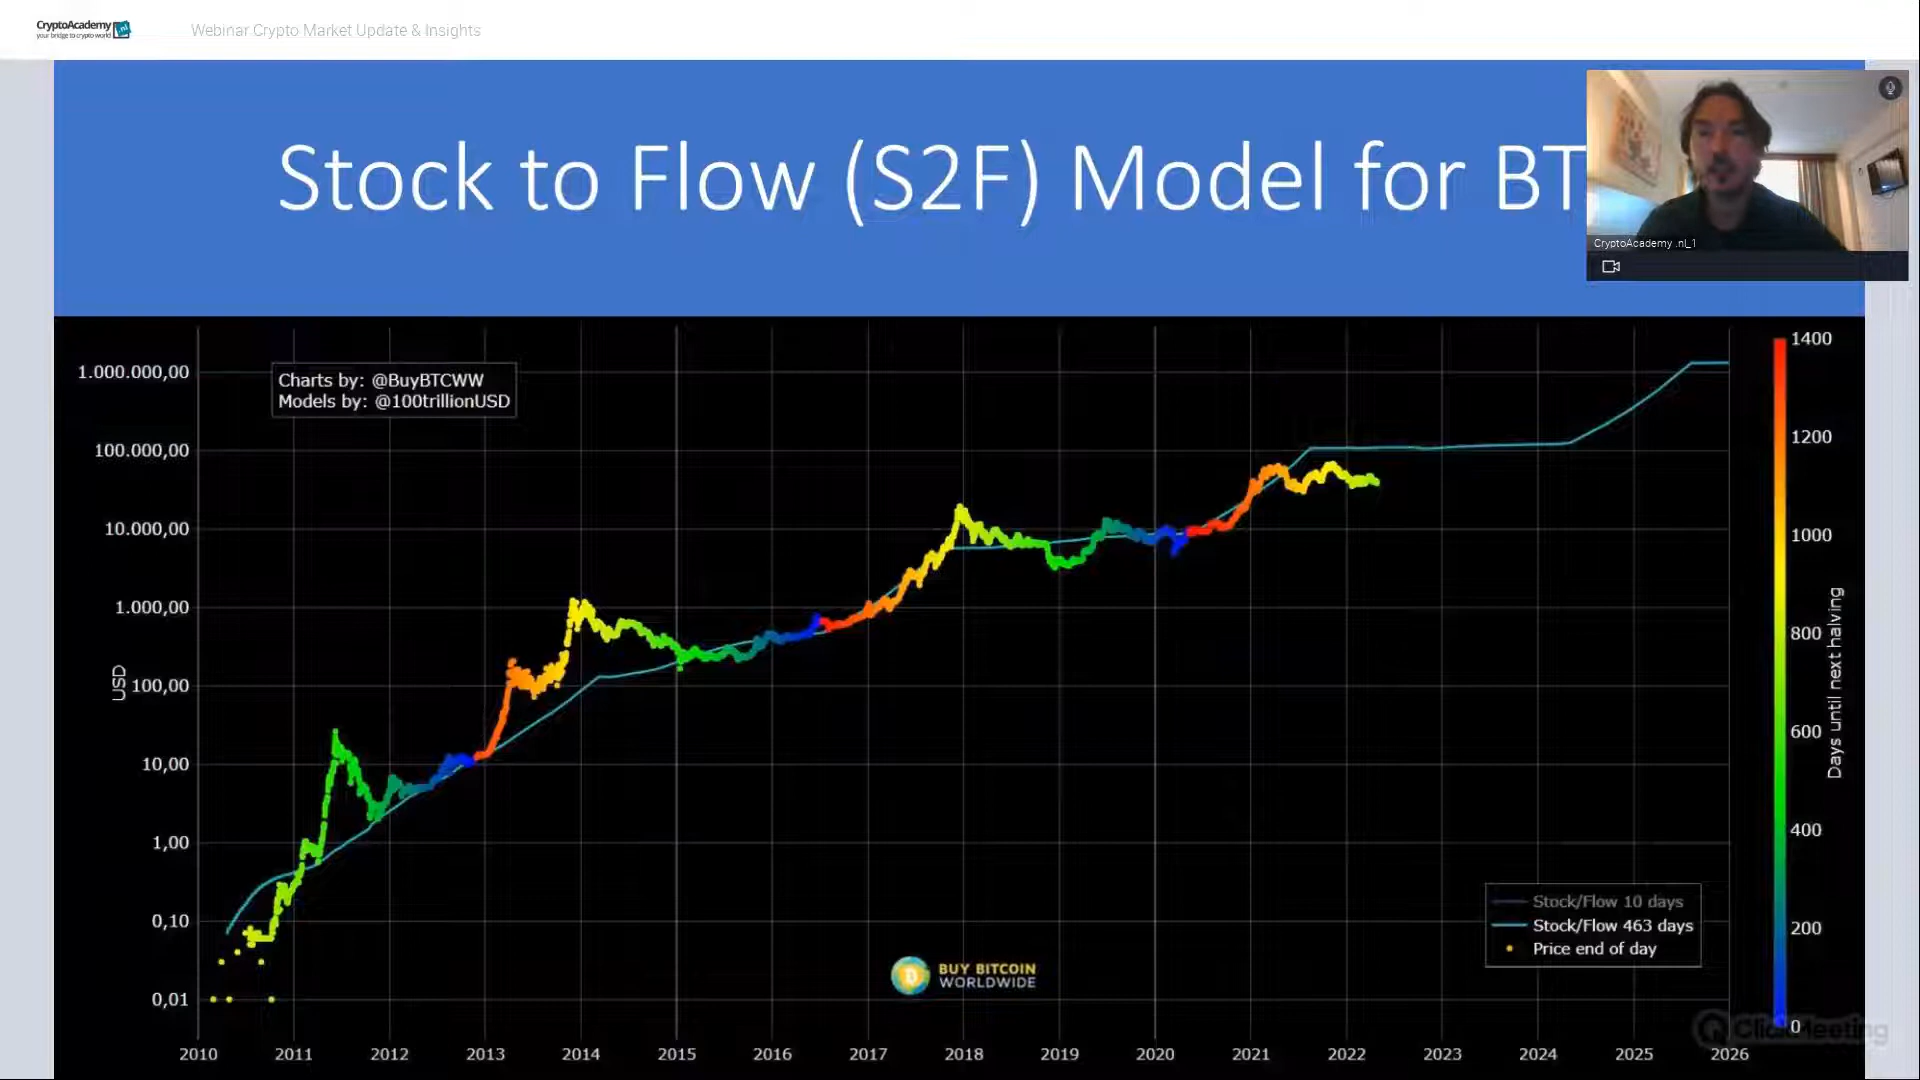 CryptoAcademy .nl
your bridge to crypto world
Webinar Crypto Market Update & Insights
Stock to Flow (S2F) Model for BT
CryptoAcademy .nl_1
Charts by: @BuyBTCWW
Models by: @100trillionUSD
1.000.000,00
100.000,00
10.000,00
1.000,00
100,00
10,00
1,00
0,10
0,01
USD
2010 2011 2012 2013 2014 2015 2016 2017 2018 2019 2020 2021 2022 2023 2024 2025 2026
Stock/Flow 10 days
Stock/Flow 463 days
Price end of day
BUY BITCOIN
WORLDWIDE
1400
1200
1000
800
600
400
200
0
Days until next halving
ClickMeeting